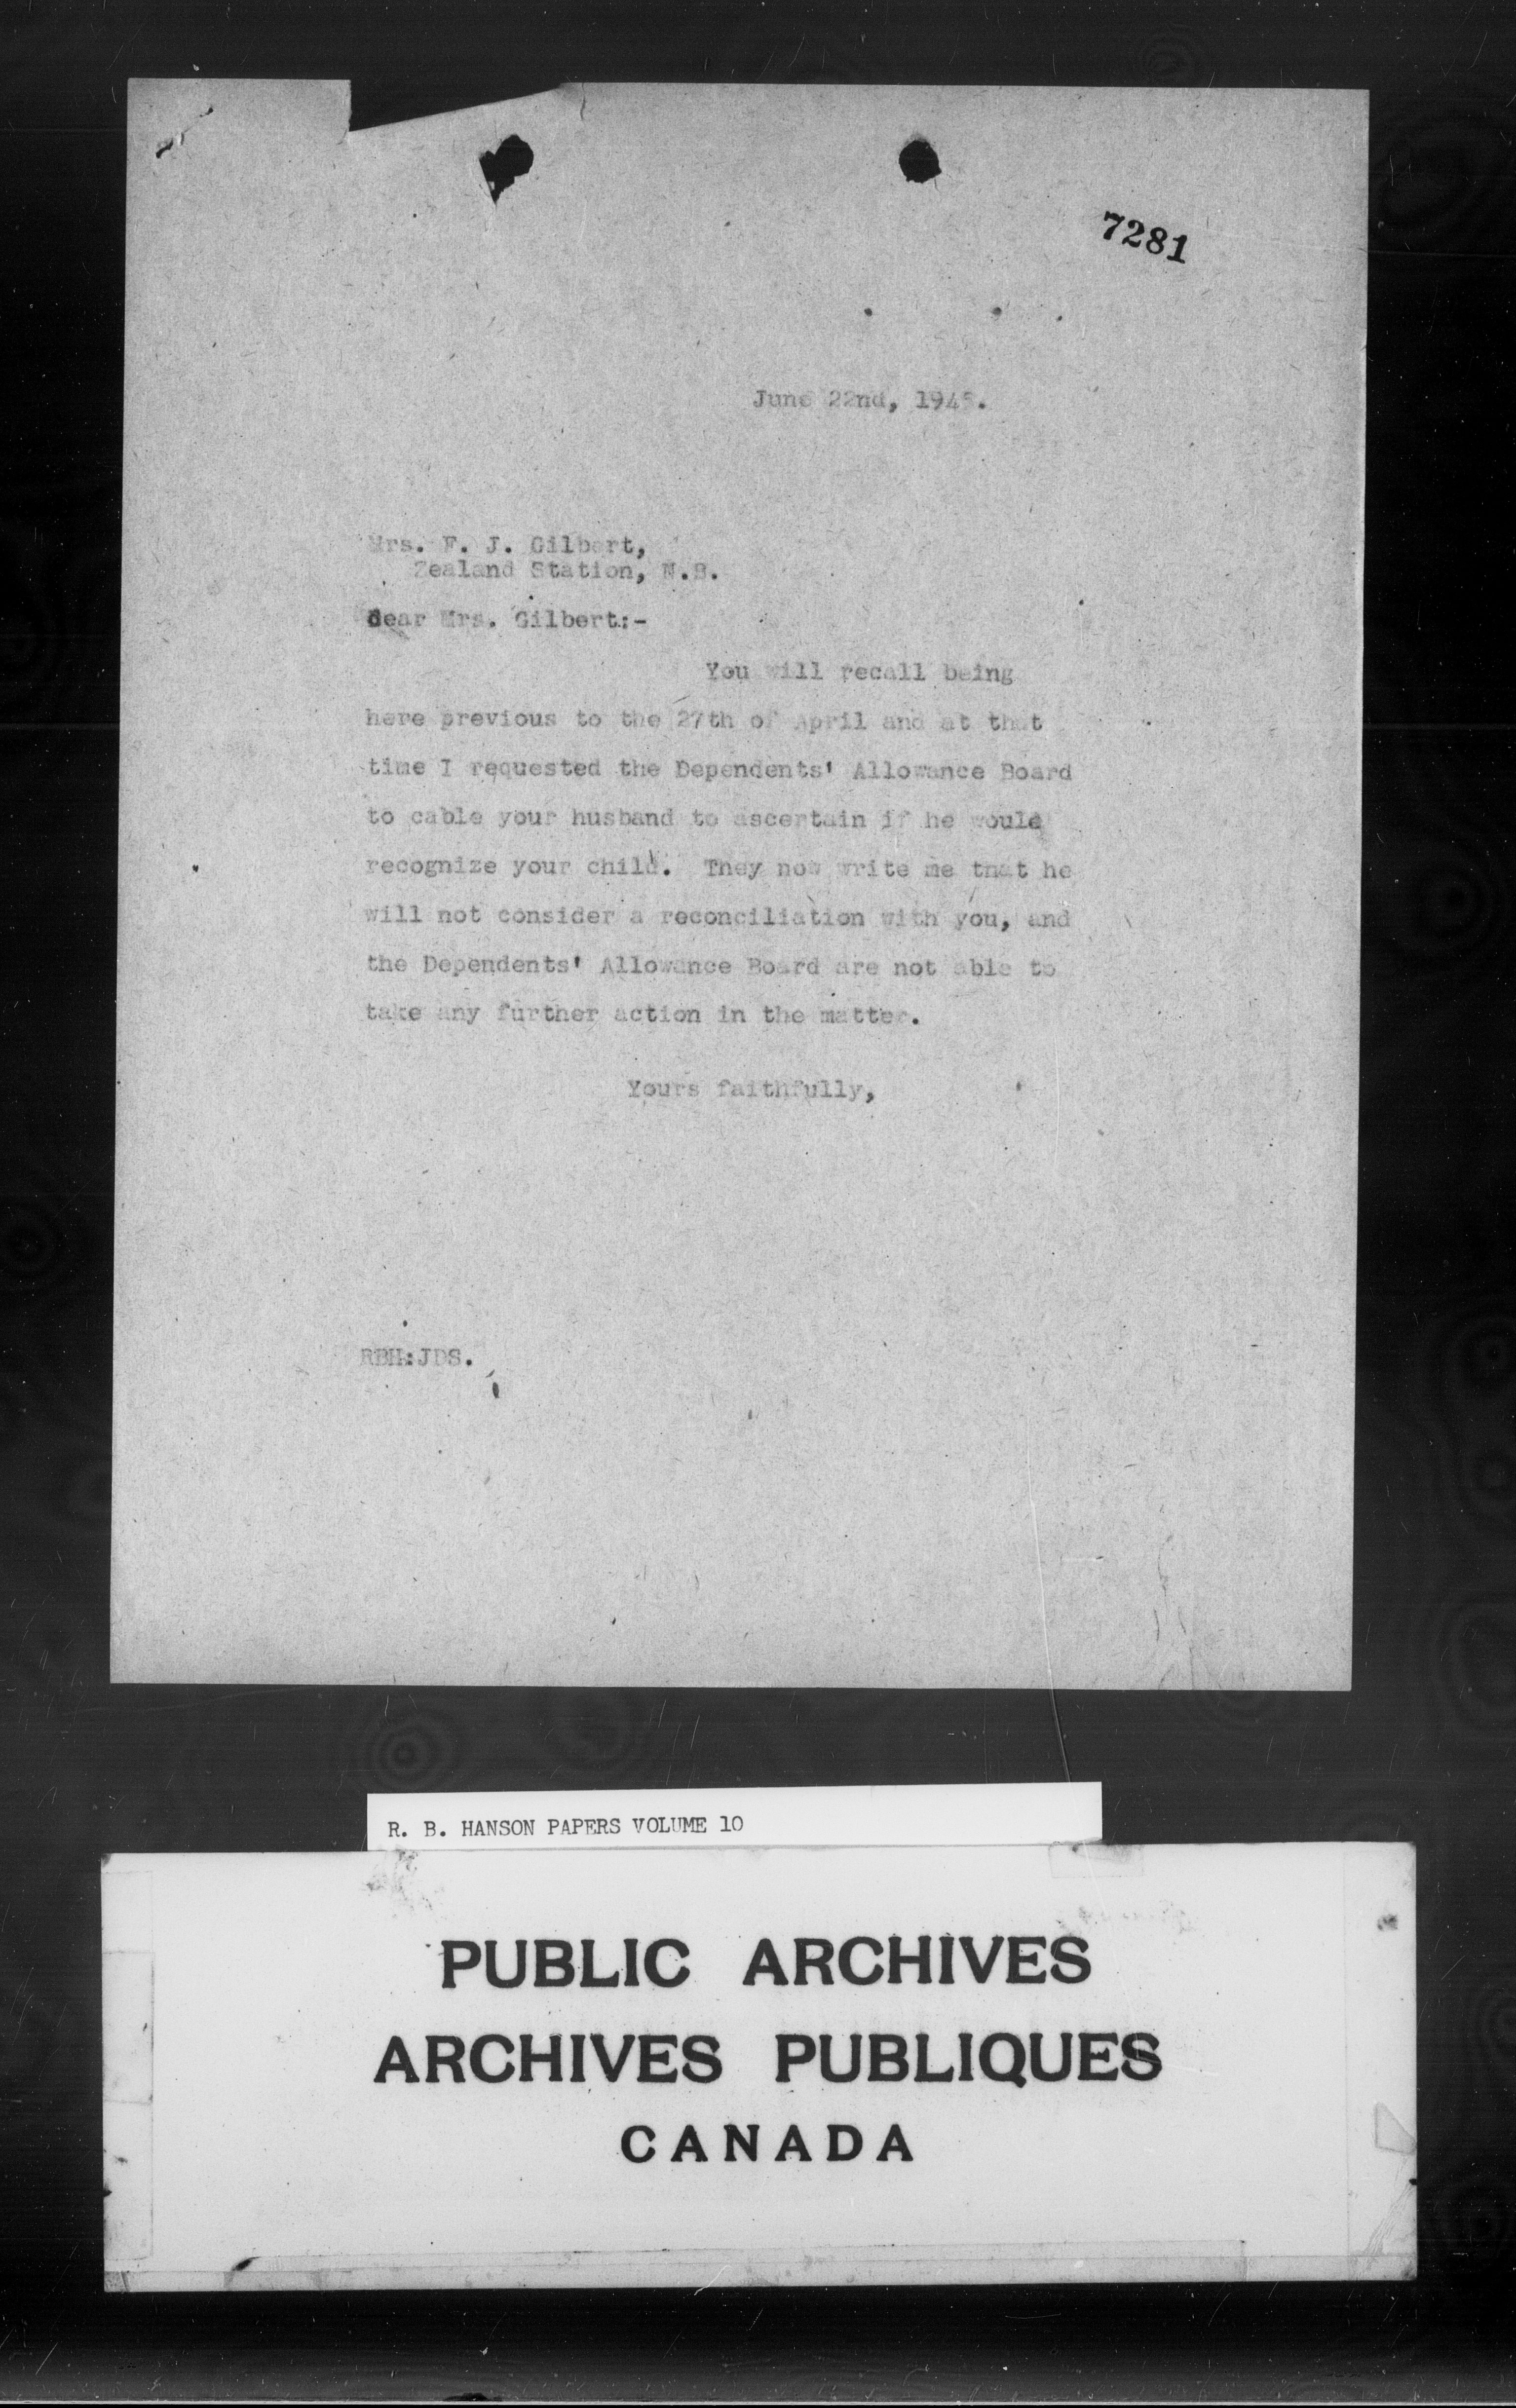 7281
June 22nd, 1945.
Mrs. F. J. Gilbert,
Zealand Station, N.B.
dear Mrs. Gilbert:-
You will recall being
here previous to the 27th of April and at that
time I requested the Dependents' Allowance Board
to cable your husband to ascertain if he would
recognize your child. They now write me that he
will not consider a reconciliation with you, and
the Dependents' Allowance Board are not able to
take any further action in the matter.
Yours faithfully,
RBH:JDS.
R. B. HANSON PAPERS VOLUME 10
PUBLIC ARCHIVES
ARCHIVES PUBLIQUES
CANADA